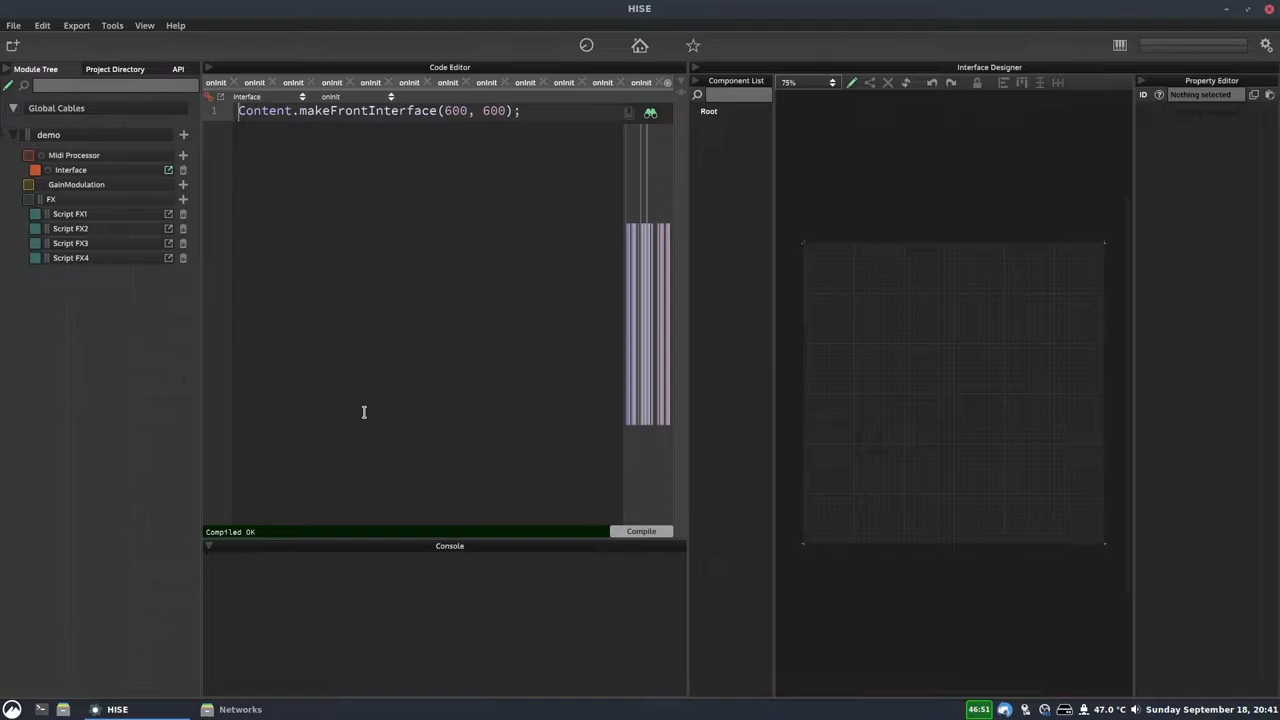 HISE
File Edit Export Tools View Help
Module Tree Project Directory API
Global Cables
demo
Midi Processor
Interface
GainModulation
FX
Script FX1
Script FX2
Script FX3
Script FX4
Code Editor
onInit onInit onInit onInit onInit onInit onInit onInit onInit onInit onInit onInit
Interface onInit
1 Content.makeFrontInterface(600, 600);
Compiled OK Compile
Console
Interface Designer
Component List 75% Property Editor
ID Nothing selected
Root
HISE Networks 46:51 47.0 °C Sunday September 18, 20:41